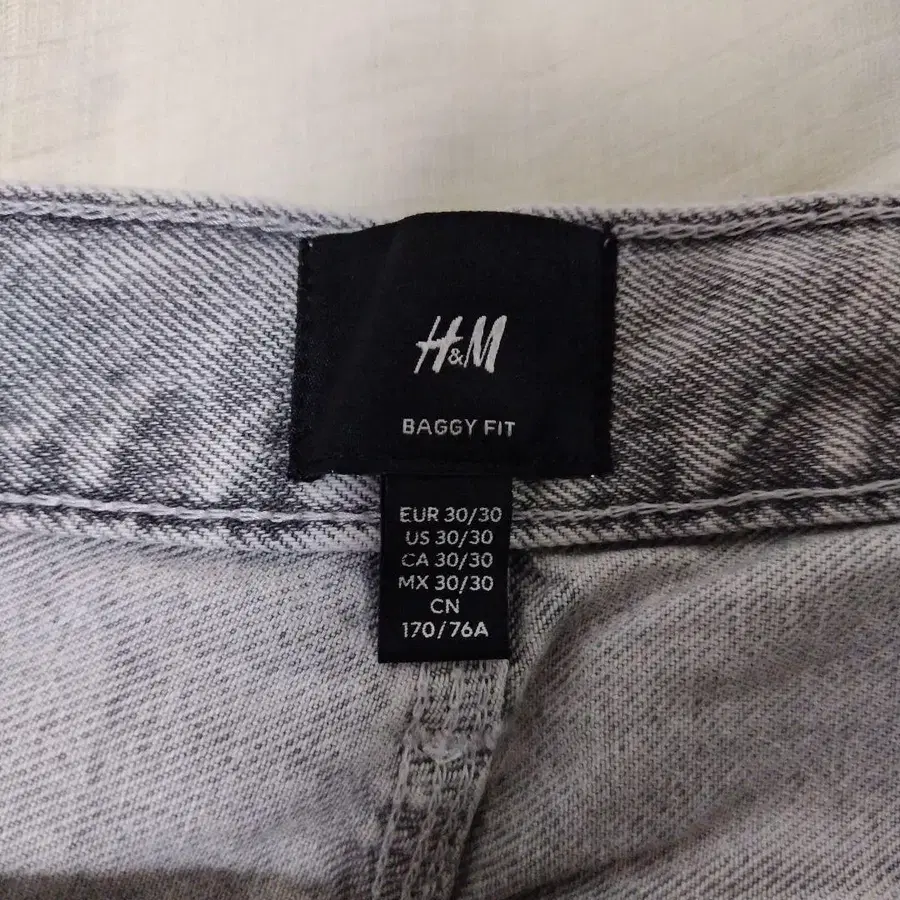 H&M
BAGGY FIT
EUR 30/30
US 30/30
CA 30/30
MX 30/30
CN
170/76A